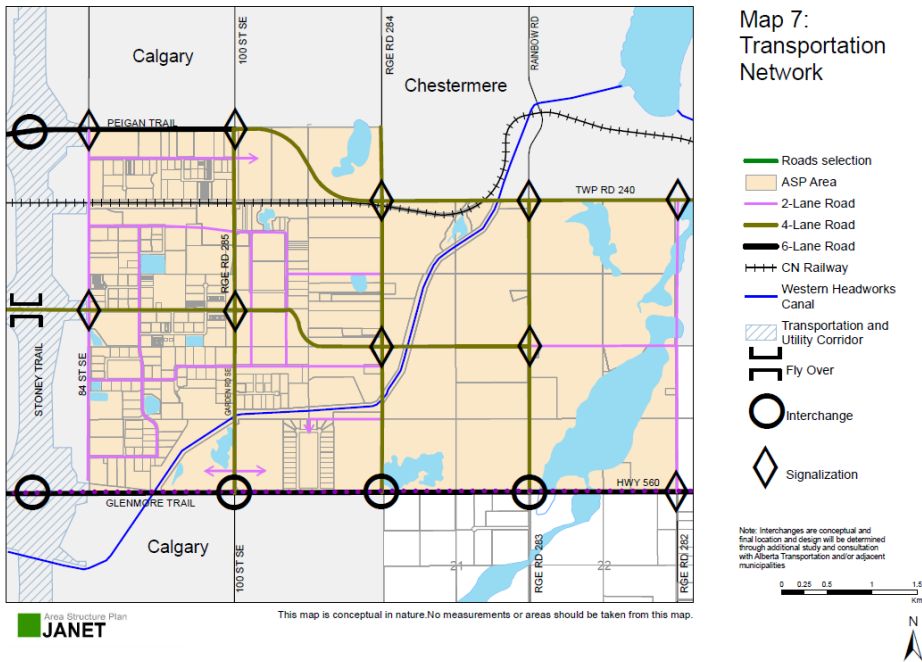 Map 7:
Transportation
Network
Calgary
100 ST SE
RGE RD 284
RAINBOW RD
Chestermere
PEIGAN TRAIL
TWP RD 240
RGE RD 285
84 ST SE
STONEY TRAIL
GARDEN RD SE
HWY 560
GLENMORE TRAIL
Calgary
100 ST SE
21
RGE RD 283
22
RGE RD 282
Roads selection
ASP Area
2-Lane Road
4-Lane Road
6-Lane Road
CN Railway
Western Headworks
Canal
Transportation and
Utility Corridor
Fly Over
Interchange
Signalization
Note: Interchanges are conceptual and
final location and design will be determined
through additional study and consultation
with Alberta Transportation and/or adjacent
municipalities
0 0.25 0.5 1 1.5
Km
N
Area Structure Plan
JANET
This map is conceptual in nature.No measurements or areas should be taken from this map.